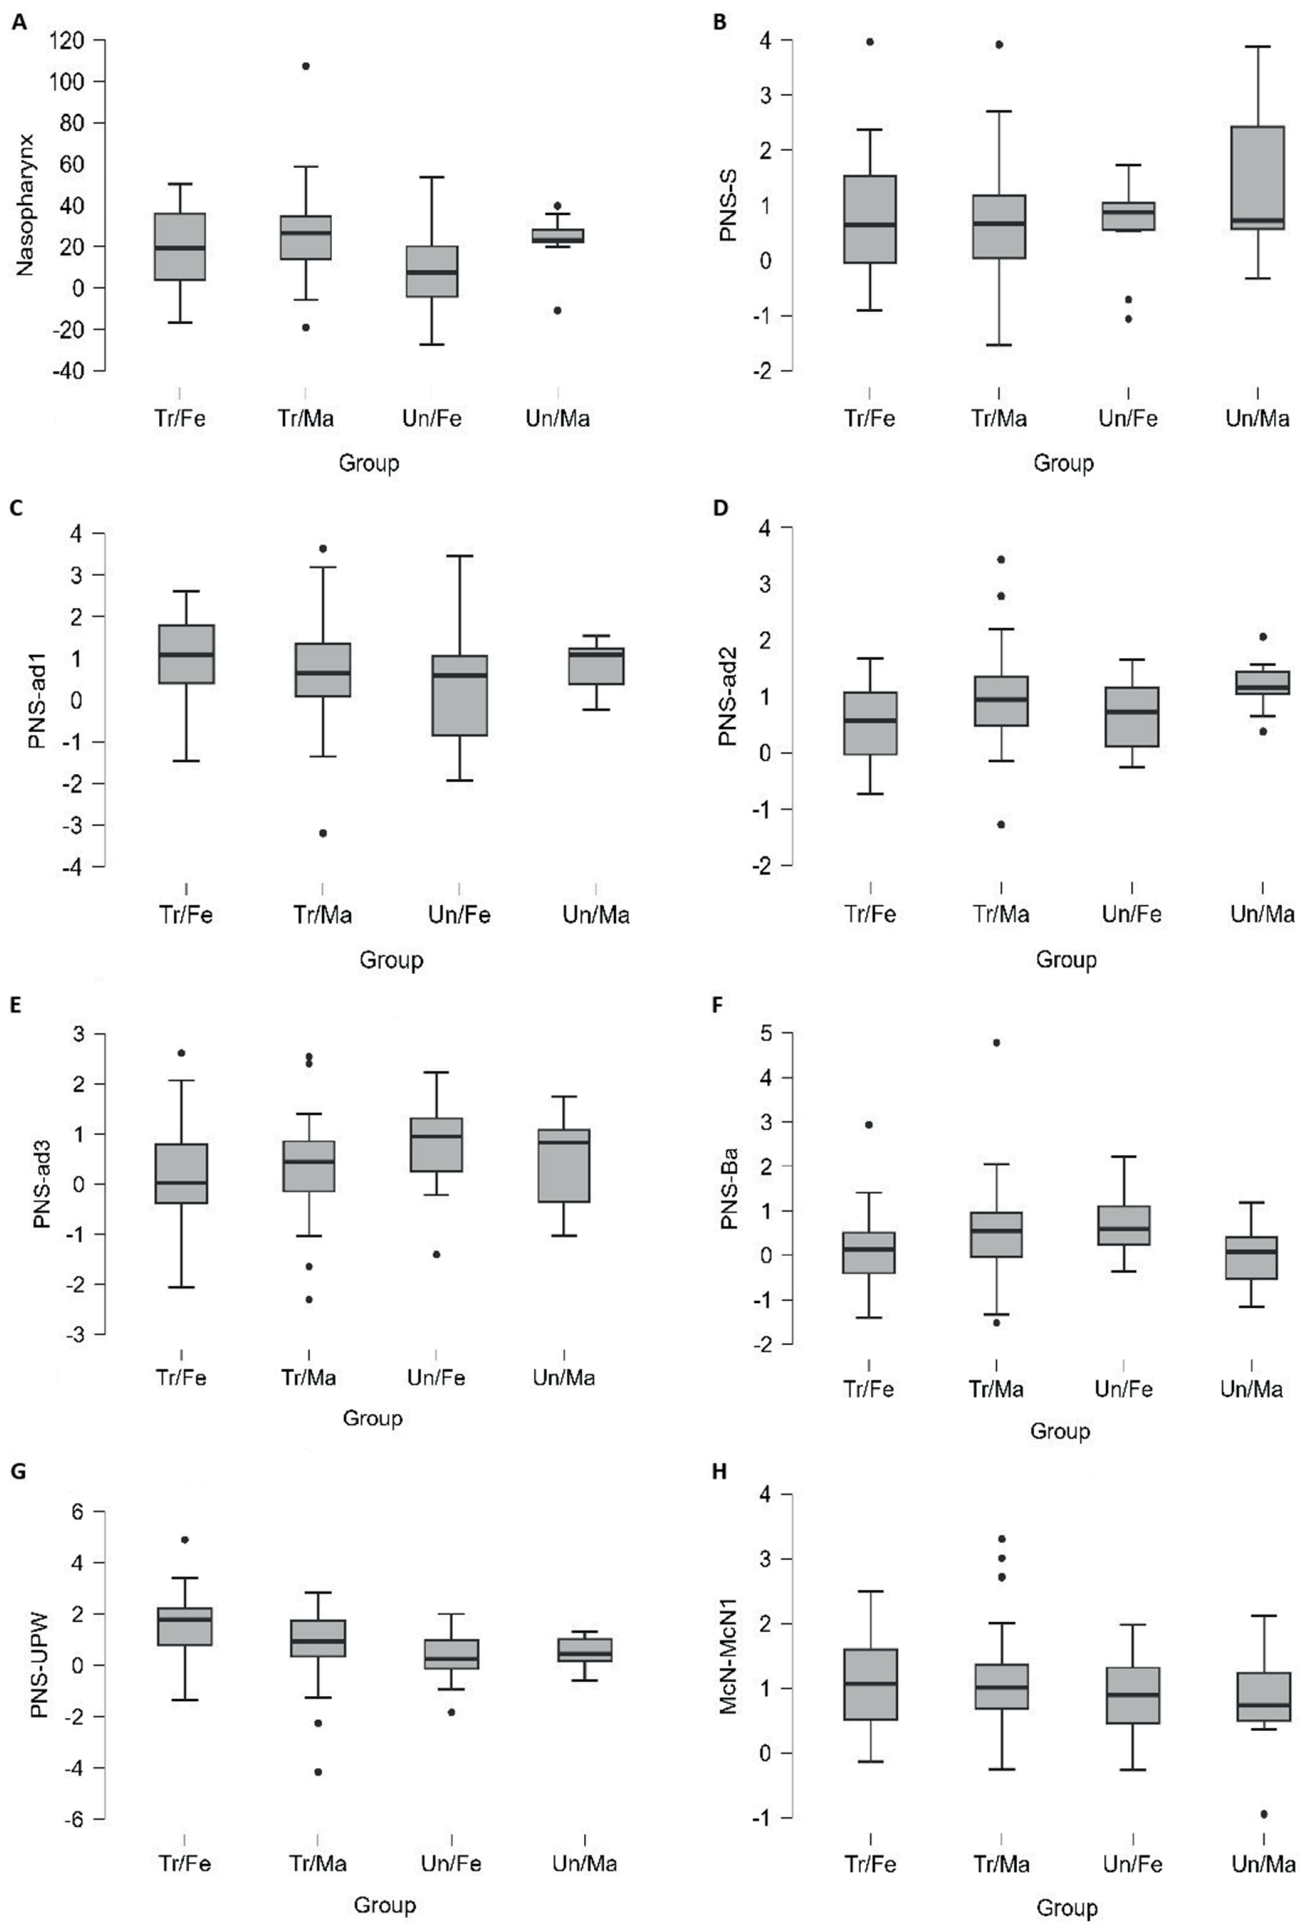 A
Nasopharynx
120
100
80
60
40
20
0
-20
-40
Tr/Fe Tr/Ma Un/Fe Un/Ma
Group
B
PNS-S
4
3
2
1
0
-1
-2
Tr/Fe Tr/Ma Un/Fe Un/Ma
Group
C
PNS-ad1
4
3
2
1
0
-1
-2
-3
-4
Tr/Fe Tr/Ma Un/Fe Un/Ma
Group
D
PNS-ad2
4
3
2
1
0
-1
-2
Tr/Fe Tr/Ma Un/Fe Un/Ma
Group
E
PNS-ad3
3
2
1
0
-1
-2
-3
Tr/Fe Tr/Ma Un/Fe Un/Ma
Group
F
PNS-Ba
5
4
3
2
1
0
-1
-2
Tr/Fe Tr/Ma Un/Fe Un/Ma
Group
G
PNS-UPW
6
4
2
0
-2
-4
-6
Tr/Fe Tr/Ma Un/Fe Un/Ma
Group
H
McN-McN1
4
3
2
1
0
-1
Tr/Fe Tr/Ma Un/Fe Un/Ma
Group